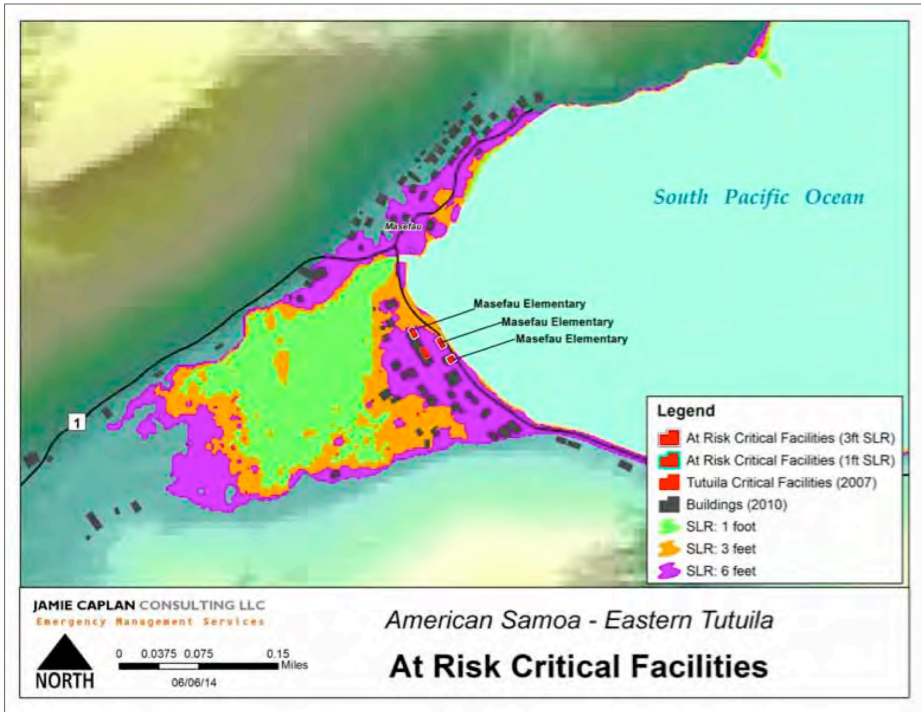 South Pacific Ocean
Masefau
Masefau Elementary
Masefau Elementary
Masefau Elementary
1
Legend
At Risk Critical Facilities (3ft SLR)
At Risk Critical Facilities (1ft SLR)
Tutuila Critical Facilities (2007)
Buildings (2010)
SLR: 1 foot
SLR: 3 feet
SLR: 6 feet
JAMIE CAPLAN CONSULTING LLC
Emergency Management Services
NORTH
0 0.0375 0.075 0.15
Miles
06/06/14
American Samoa - Eastern Tutuila
At Risk Critical Facilities